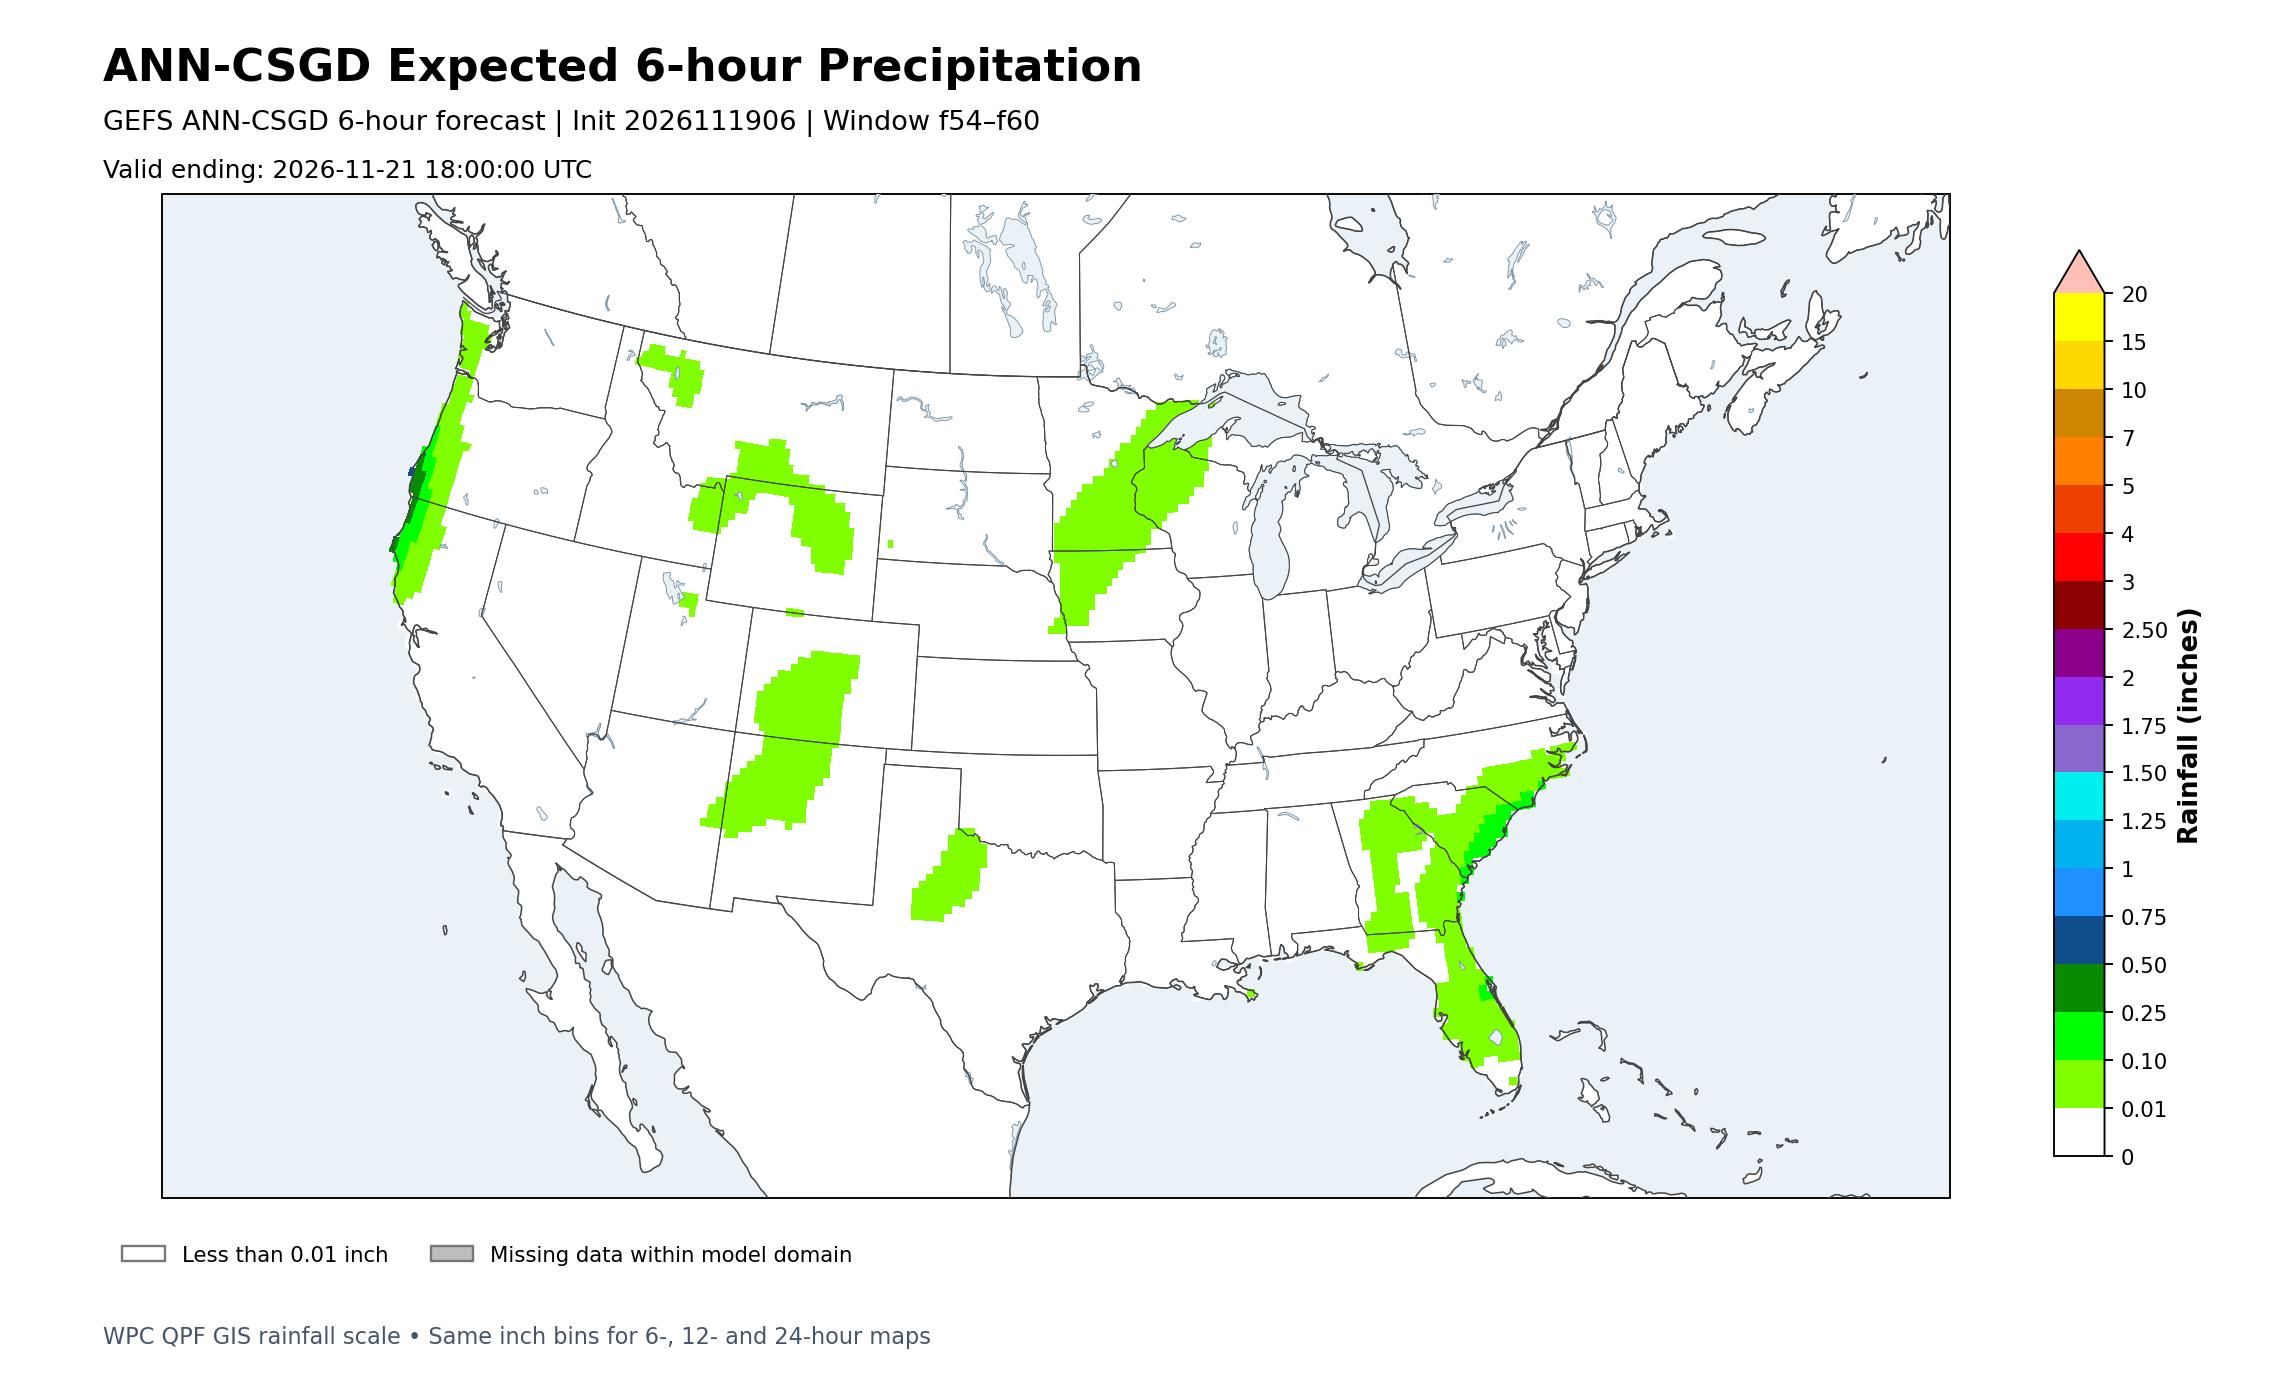 ANN-CSGD Expected 6-hour Precipitation
GEFS ANN-CSGD 6-hour forecast | Init 2026111906 | Window f54–f60
Valid ending: 2026-11-21 18:00:00 UTC
20
15
10
7
5
4
3
2.50
2
1.75
1.50
1.25
1
0.75
0.50
0.25
0.10
0.01
0
Rainfall (inches)
Less than 0.01 inch
Missing data within model domain
WPC QPF GIS rainfall scale • Same inch bins for 6-, 12- and 24-hour maps